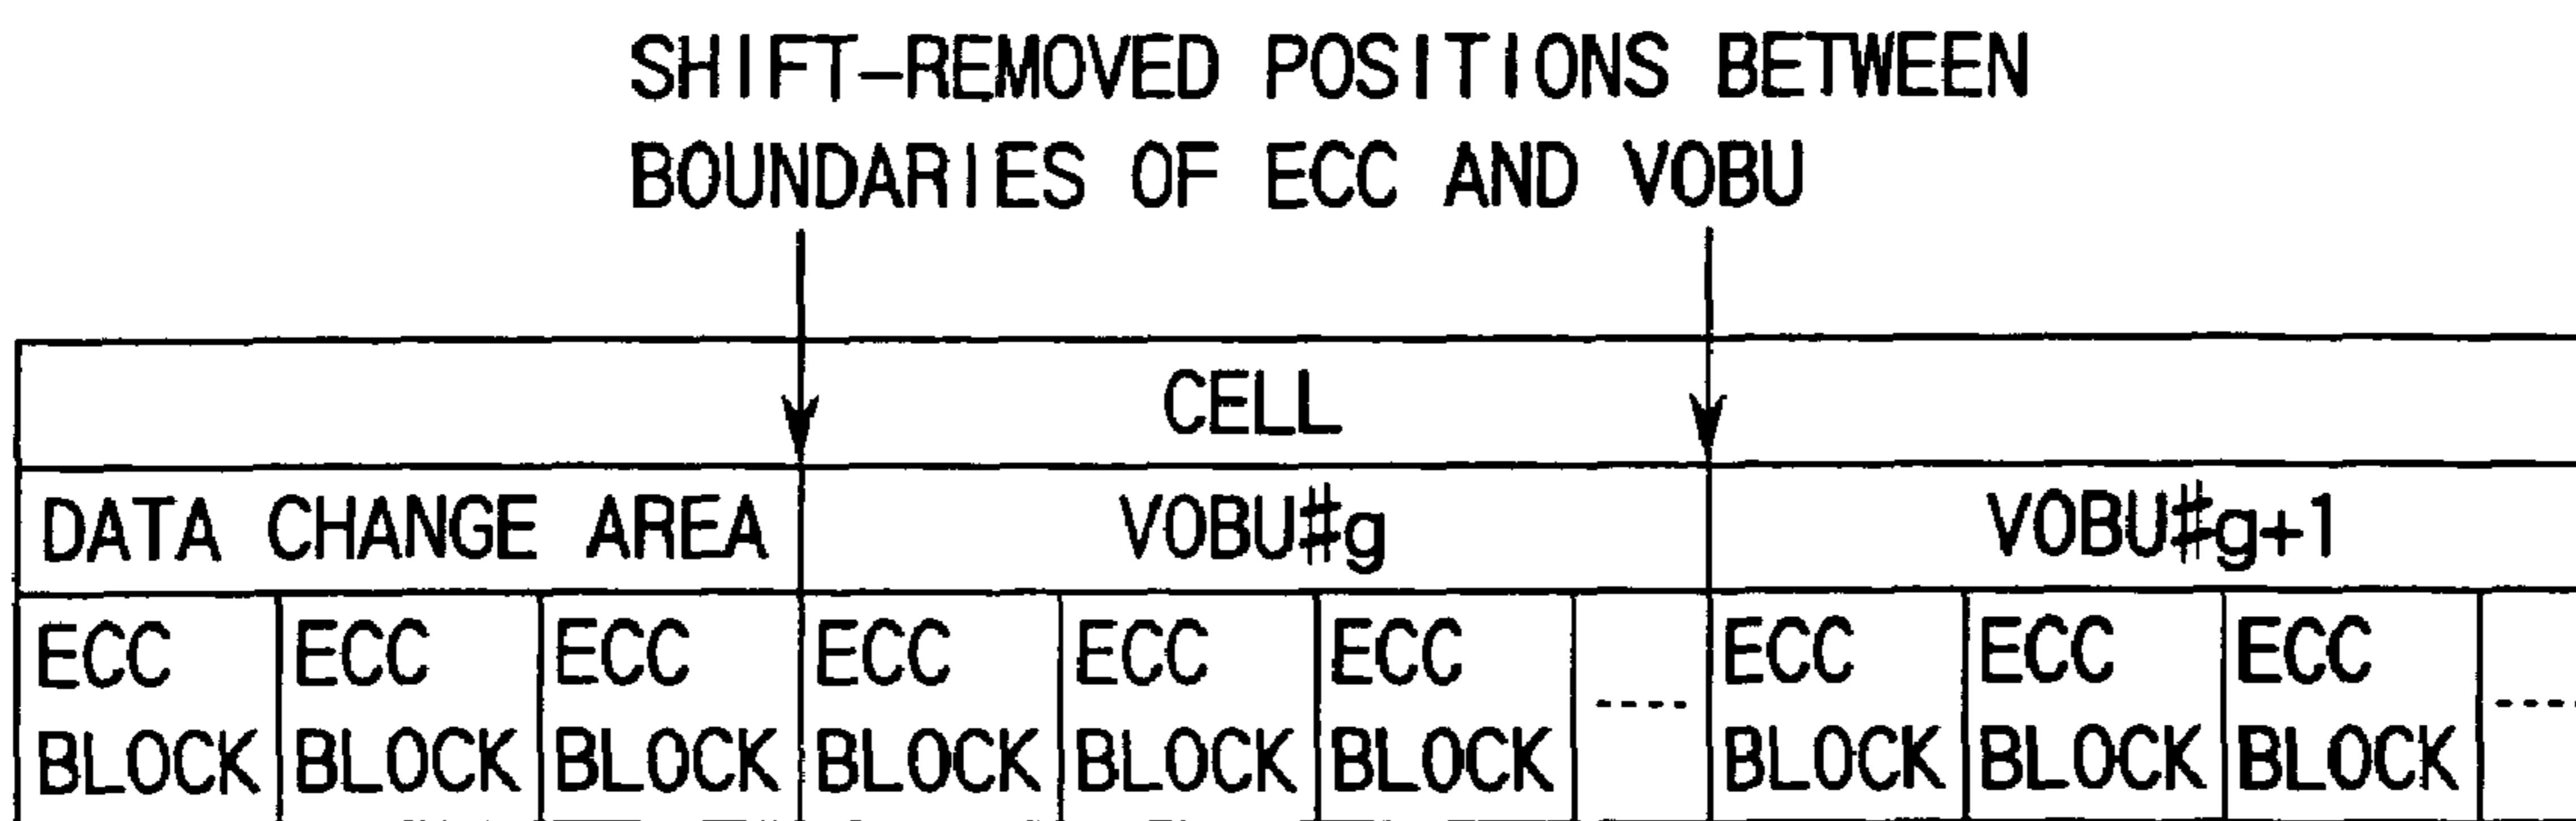 SHIFT-REMOVED POSITIONS BETWEEN
BOUNDARIES OF ECC AND VOBU
CELL
DATA CHANGE AREA VOBU#g VOBU#g+1
ECC ECC ECC ECC ECC ECC ECC ECC ECC
BLOCK BLOCK BLOCK BLOCK BLOCK BLOCK BLOCK BLOCK BLOCK